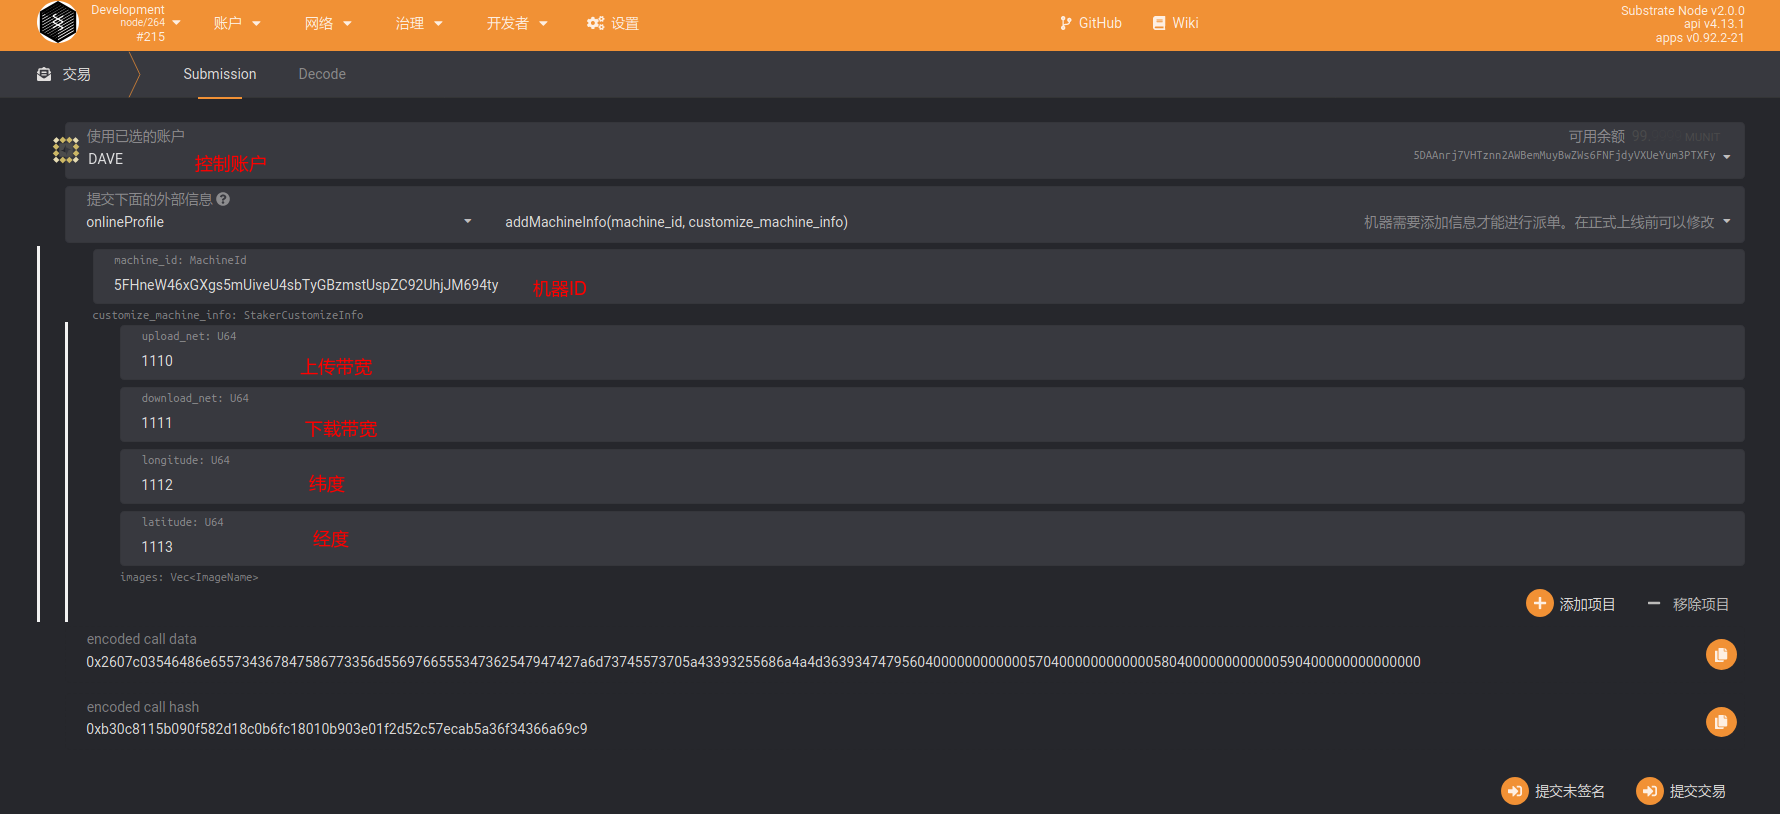 Development
node/264
#215
账户
网络
治理
开发者
设置
GitHub
Wiki
Substrate Node v2.0.0
api v4.13.1
apps v0.92.2-21
交易
Submission
Decode
使用已选的账户
DAVE
控制账户
可用余额 99. MUNIT
5DAAnrj7VHTznn2AWBemMuyBwZWs6FNFjdyVXUeYum3PTXFy
提交下面的外部信息
onlineProfile
addMachineInfo(machine_id, customize_machine_info)
机器需要添加信息才能进行派单。在正式上线前可以修改
machine_id: MachineId
5FHneW46xGXgs5mUiveU4sbTyGBzmstUspZC92UhjJM694ty
机器ID
customize_machine_info: StakerCustomizeInfo
upload_net: U64
1110
上传带宽
download_net: U64
1111
下载带宽
longitude: U64
1112
纬度
latitude: U64
1113
经度
images: Vec<ImageName>
添加项目
移除项目
encoded call data
0x2607c03546486e65573436784758677335 6d5569766555347362547947427a6d73745573705a43393255686a4a4d3639347479560400000000000057040000000000005804000000000000590400000000000000
encoded call hash
0xb30c8115b090f582d18c0b6fc18010b903e01f2d52c57ecab5a36f34366a69c9
提交未签名
提交交易